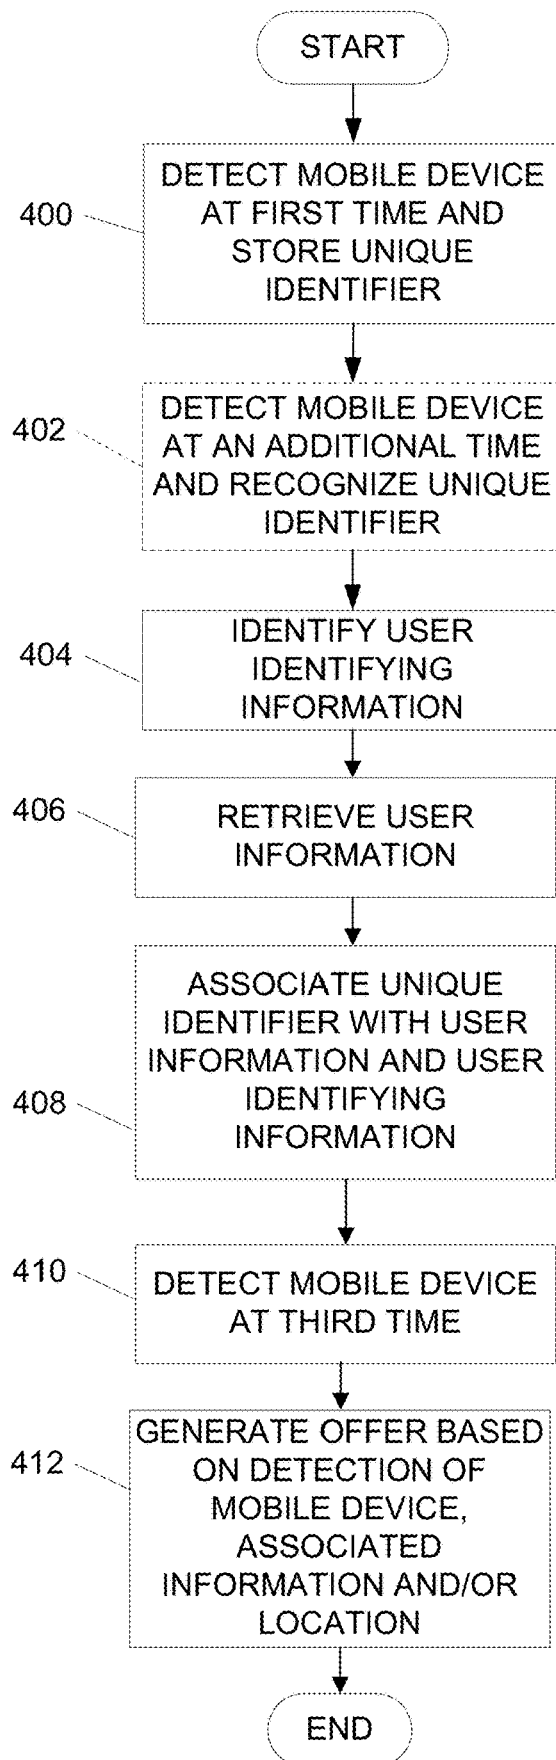 START
400
DETECT MOBILE DEVICE
AT FIRST TIME AND
STORE UNIQUE
IDENTIFIER
402
DETECT MOBILE DEVICE
AT AN ADDITIONAL TIME
AND RECOGNIZE UNIQUE
IDENTIFIER
404
IDENTIFY USER
IDENTIFYING
INFORMATION
406
RETRIEVE USER
INFORMATION
408
ASSOCIATE UNIQUE
IDENTIFIER WITH USER
INFORMATION AND USER
IDENTIFYING
INFORMATION
410
DETECT MOBILE DEVICE
AT THIRD TIME
412
GENERATE OFFER BASED
ON DETECTION OF
MOBILE DEVICE,
ASSOCIATED
INFORMATION AND/OR
LOCATION
END